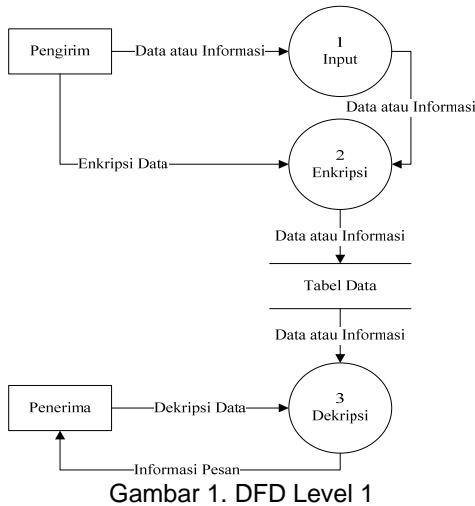 Pengirim
Data atau Informasi
1
Input
Data atau Informasi
Enkripsi Data
2
Enkripsi
Data atau Informasi
Tabel Data
Data atau Informasi
Penerima
Dekripsi Data
3
Dekripsi
Informasi Pesan
Gambar 1. DFD Level 1